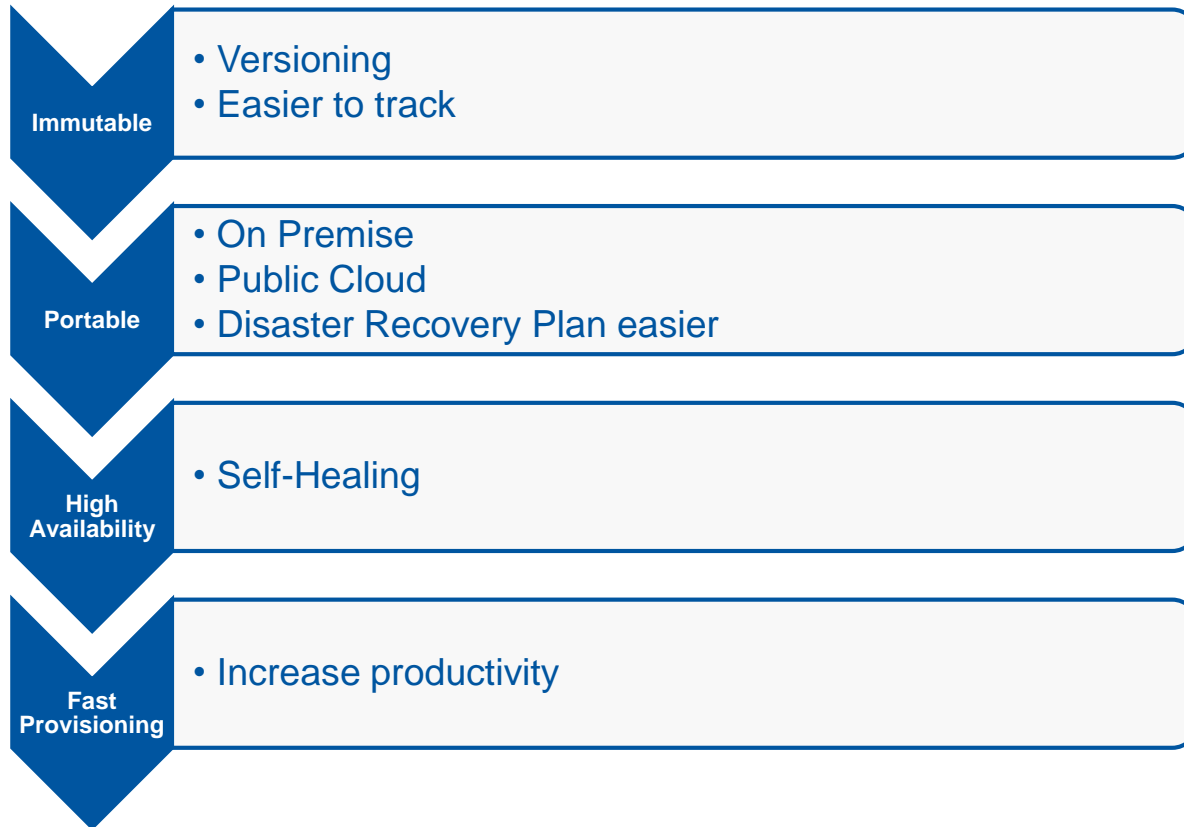 Immutable
• Versioning
• Easier to track
Portable
• On Premise
• Public Cloud
• Disaster Recovery Plan easier
High
Availability
• Self-Healing
Fast
Provisioning
• Increase productivity